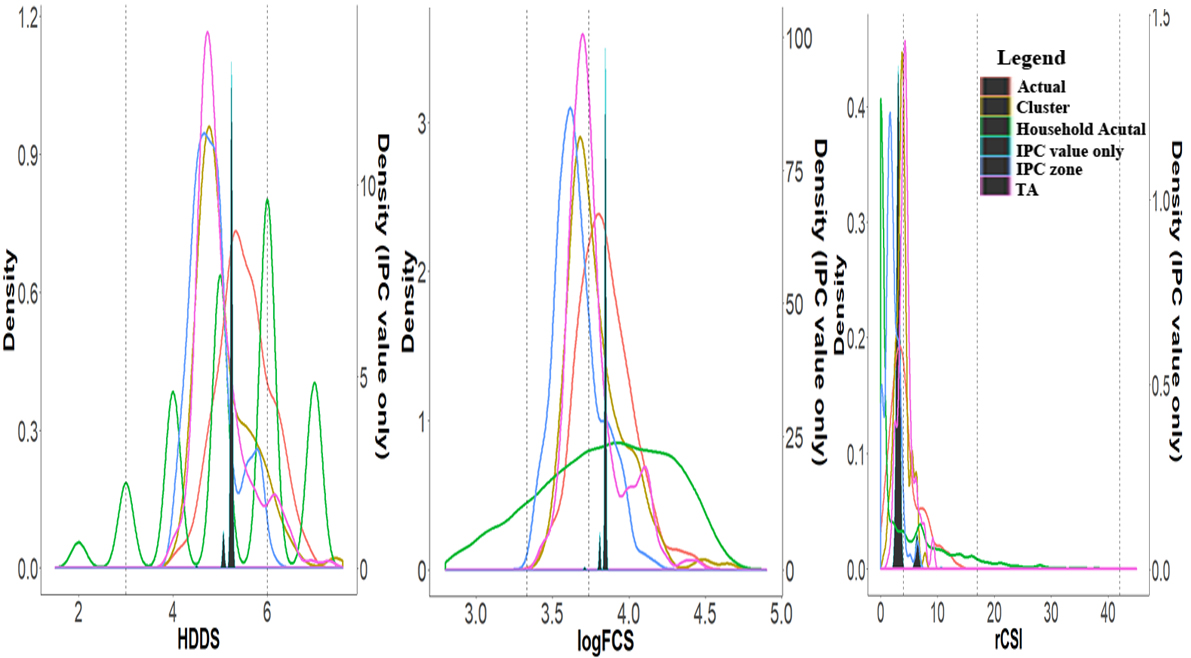 1.2
0.9
0.6
0.3
0.0
Density
2
4
6
HDDS
10
5
0
Density (IPC value only)
3
2
1
0
Density
3.0
3.5
4.0
4.5
5.0
logFCS
100
75
50
25
0
Density (IPC value only)
0.4
0.3
0.2
0.1
0.0
Density
0
10
20
30
40
rCSI
1.5
1.0
0.5
0.0
Density (IPC value only)
Legend
Actual
Cluster
Household Acutal
IPC value only
IPC zone
TA